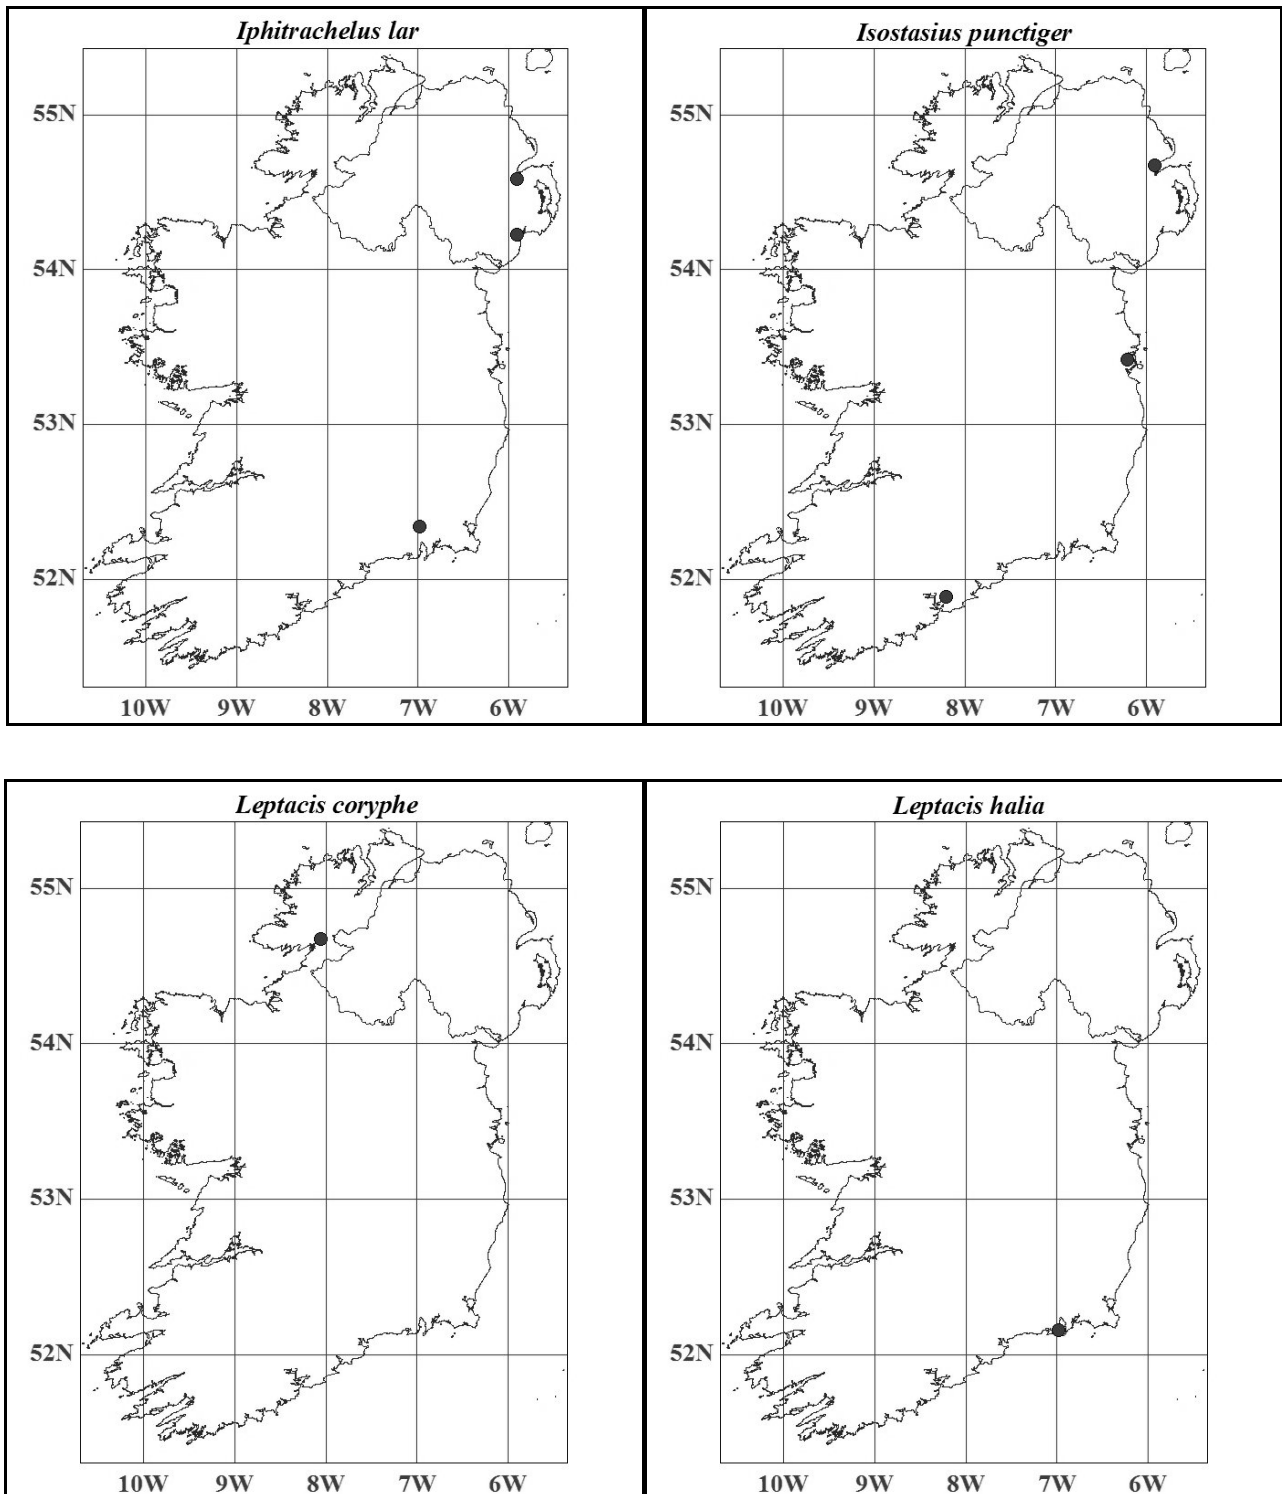 Iphitrachelus lar
55N
54N
53N
52N
10W 9W 8W 7W 6W
Isostasius punctiger
55N
54N
53N
52N
10W 9W 8W 7W 6W
Leptacis coryphe
55N
54N
53N
52N
10W 9W 8W 7W 6W
Leptacis halia
55N
54N
53N
52N
10W 9W 8W 7W 6W